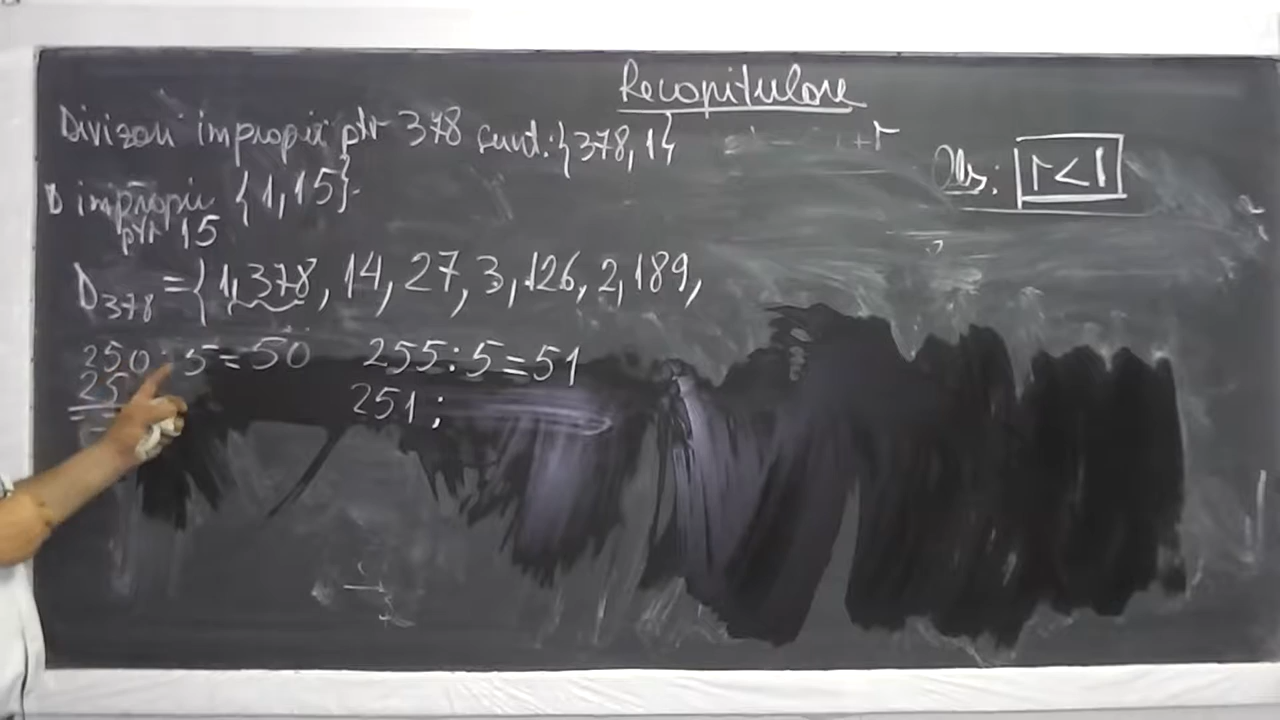 Recapitulare
Divizori improprii ptr 378 sunt: {378, 1}
Obs: r < î
D improprii {1, 15}.
ptr 15
D378 = {1, 378, 14, 27, 3, 126, 2, 189,
250 : 5 = 50 255 : 5 = 51
25 251 ;